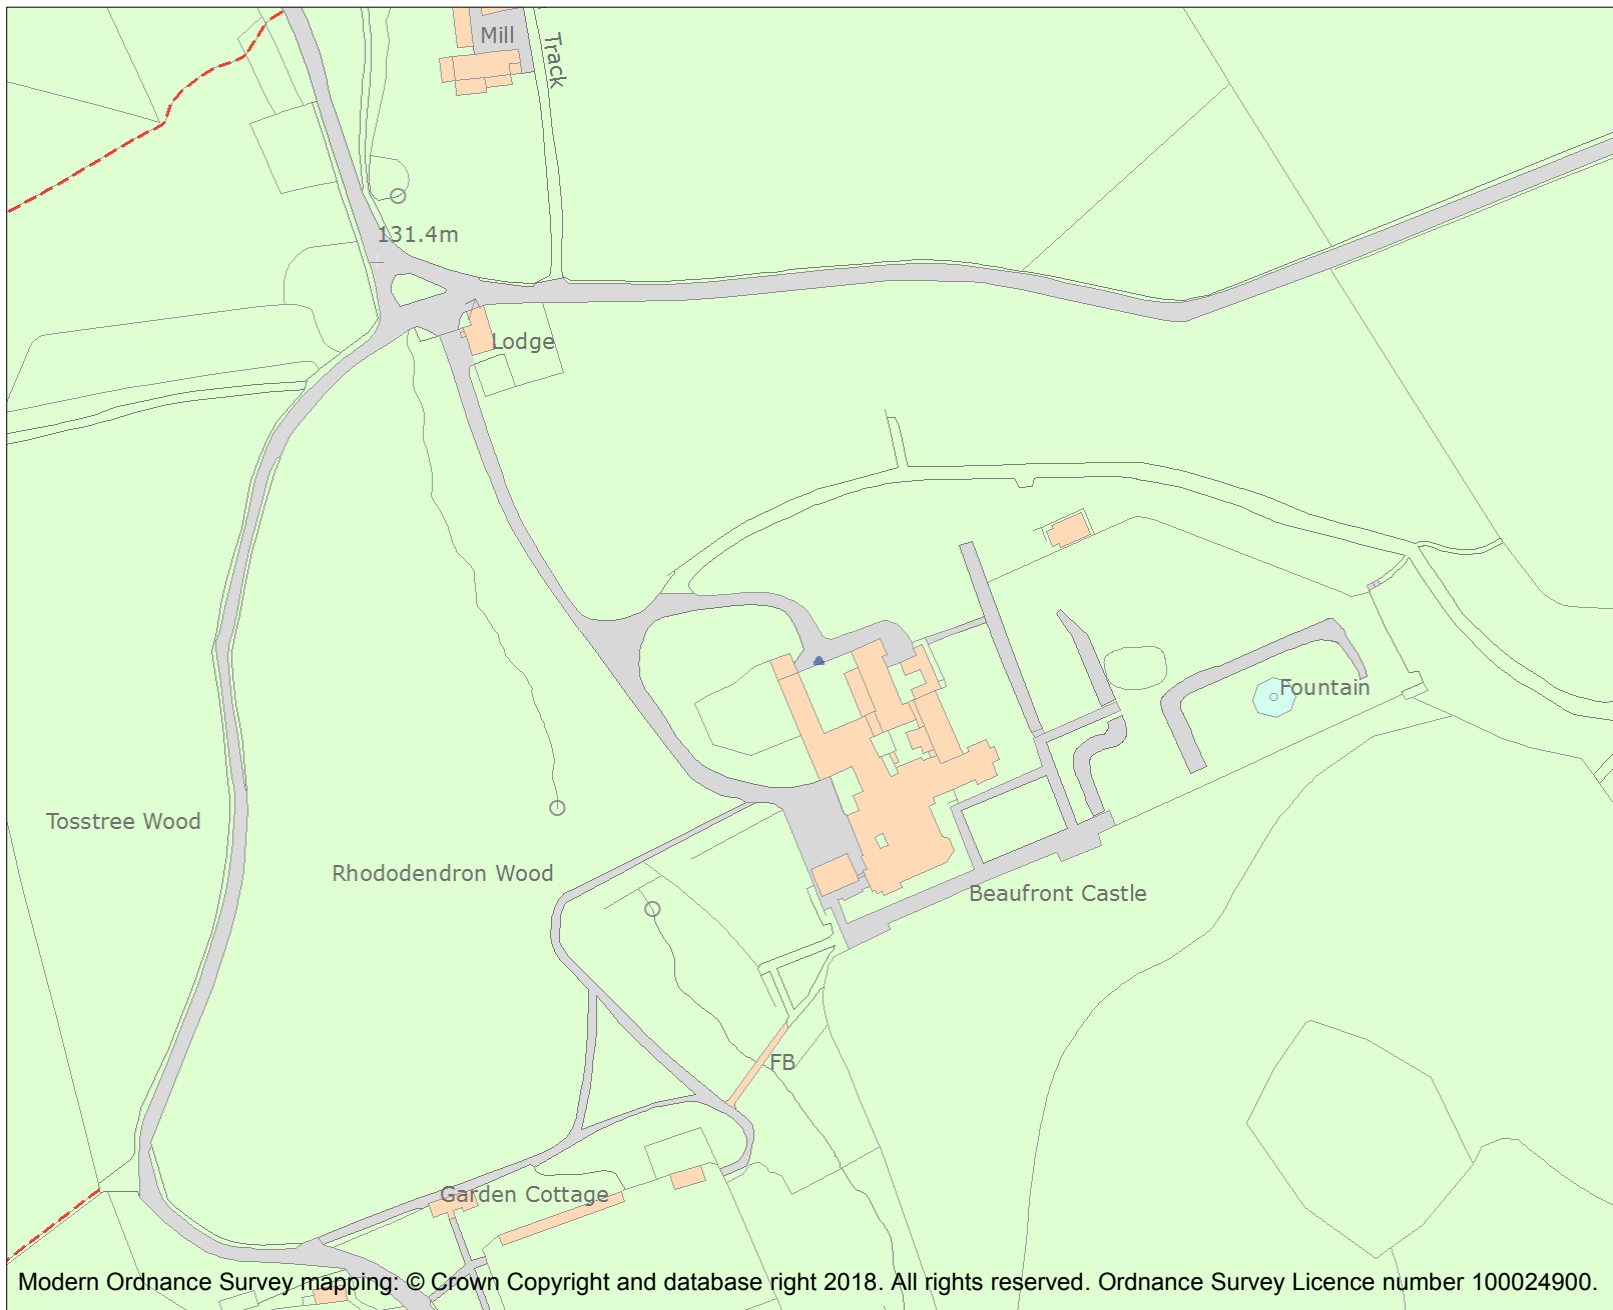 Mill
Track
131.4m
Lodge
Fountain
Tosstree Wood
Rhododendron Wood
Beaufront Castle
FB
Garden Cottage
Modern Ordnance Survey mapping: © Crown Copyright and database right 2018. All rights reserved. Ordnance Survey Licence number 100024900.